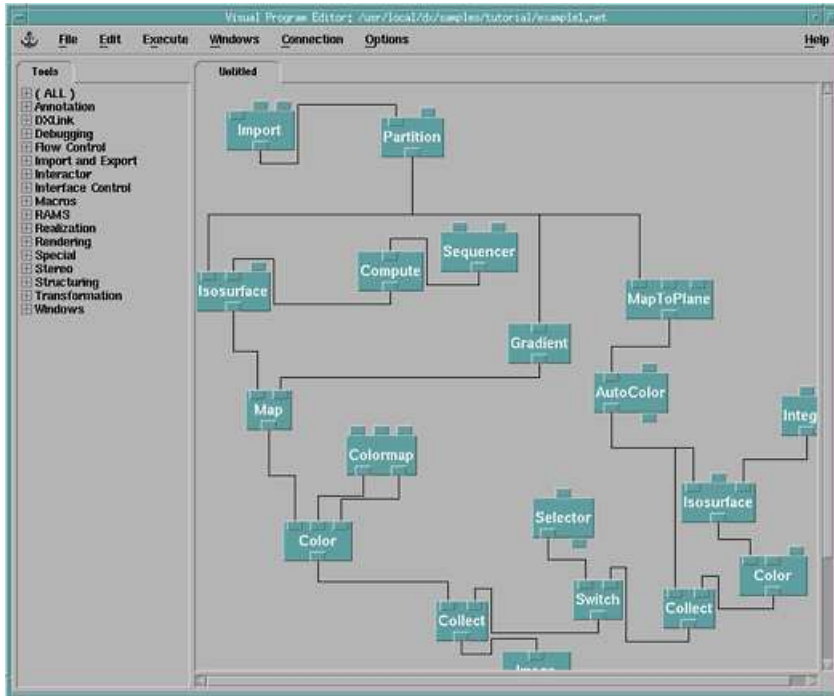 Visual Program Editor: /usr/local/dx/samples/tutorial/example1.net
File Edit Execute Windows Connection Options Help
Tools
Untitled
( ALL )
Annotation
DXLink
Debugging
Flow Control
Import and Export
Interactor
Interface Control
Macros
RAMS
Realization
Rendering
Special
Stereo
Structuring
Transformation
Windows
Import
Partition
Sequencer
Compute
Isosurface
MapToPlane
Gradient
AutoColor
Map
Integ
Colormap
Isosurface
Selector
Color
Color
Switch
Collect
Collect
Image